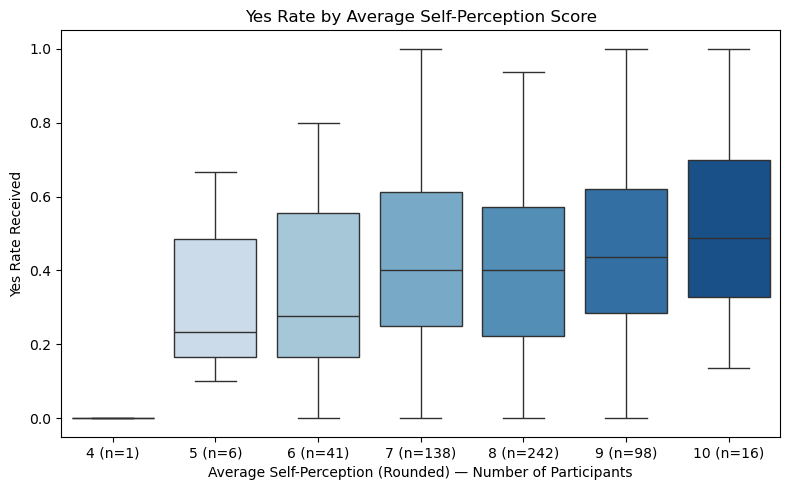 Yes Rate by Average Self-Perception Score
Yes Rate Received
1.0
0.8
0.6
0.4
0.2
0.0
4 (n=1) 5 (n=6) 6 (n=41) 7 (n=138) 8 (n=242) 9 (n=98) 10 (n=16)
Average Self-Perception (Rounded) — Number of Participants